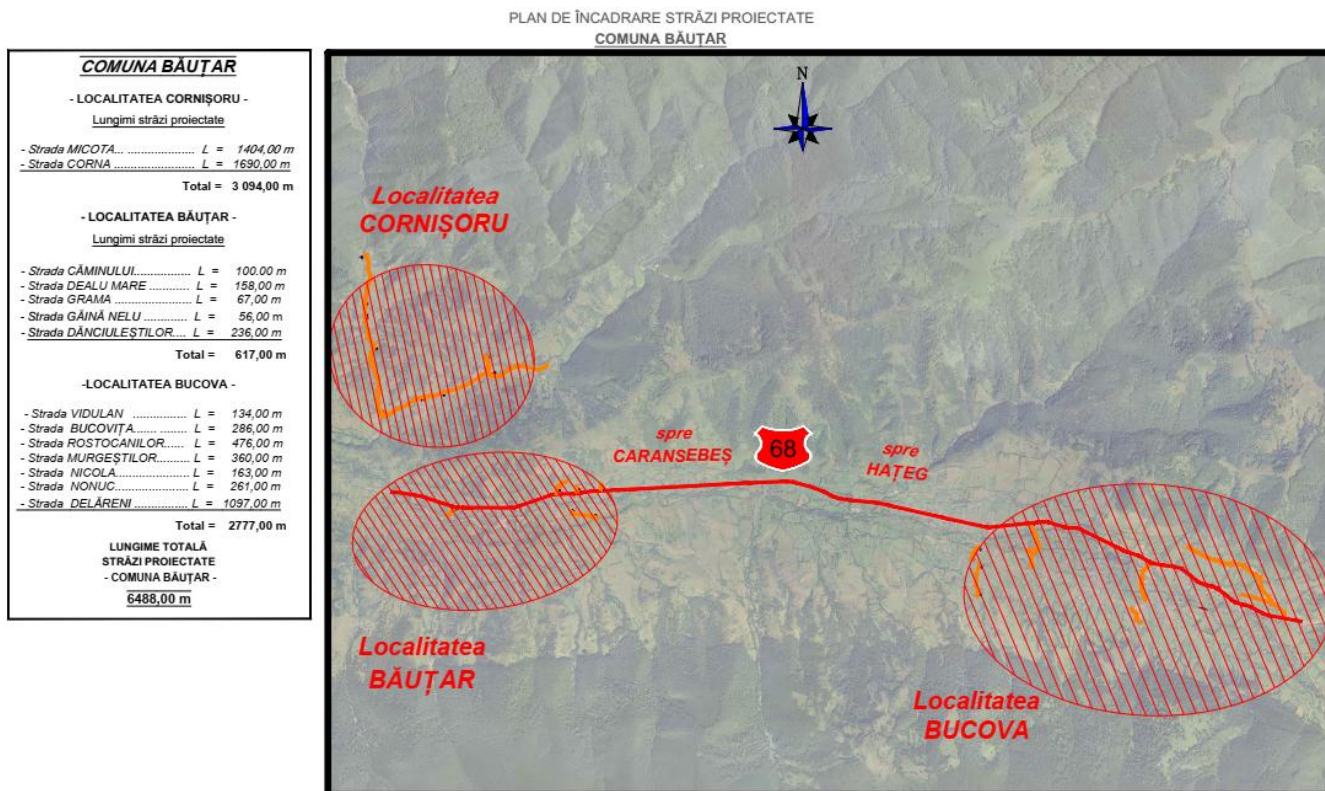 PLAN DE ÎNCADRARE STRĂZI PROIECTATE
COMUNA BĂUȚAR
COMUNA BĂUȚAR
- LOCALITATEA CORNIȘORU -
Lungimi străzi proiectate
- Strada MICOTA... ..................... L = 1404,00 m
- Strada CORNA ......................... L = 1690,00 m
Total = 3 094,00 m
- LOCALITATEA BĂUȚAR -
Lungimi străzi proiectate
- Strada CĂMINULUI................. L = 100.00 m
- Strada DEALU MARE ............ L = 158,00 m
- Strada GRAMA ....................... L = 67,00 m
- Strada GĂINĂ NELU ............. L = 56,00 m
- Strada DĂNCIULEȘTILOR.... L = 236,00 m
Total = 617,00 m
-LOCALITATEA BUCOVA -
- Strada VIDULAN ................ L = 134,00 m
- Strada BUCOVIȚA....... ........ L = 286,00 m
- Strada ROSTOCANILOR...... L = 476,00 m
- Strada MURGEȘTILOR......... L = 360,00 m
- Strada NICOLA...................... L = 163,00 m
- Strada NONUC...................... L = 261,00 m
- Strada DELĂRENI ................ L = 1097,00 m
Total = 2777,00 m
LUNGIME TOTALĂ
STRĂZI PROIECTATE
- COMUNA BĂUȚAR -
6488,00 m
N
Localitatea
CORNIȘORU
spre
CARANSEBEȘ
68
spre
HAȚEG
Localitatea
BĂUȚAR
Localitatea
BUCOVA